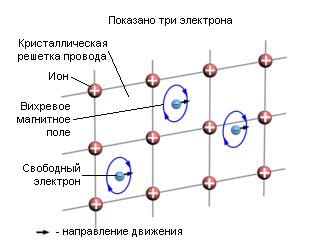 Показано три электрона
Кристаллическая
решетка провода
Ион
Вихревое
магнитное
поле
Свободный
электрон
- направление движения